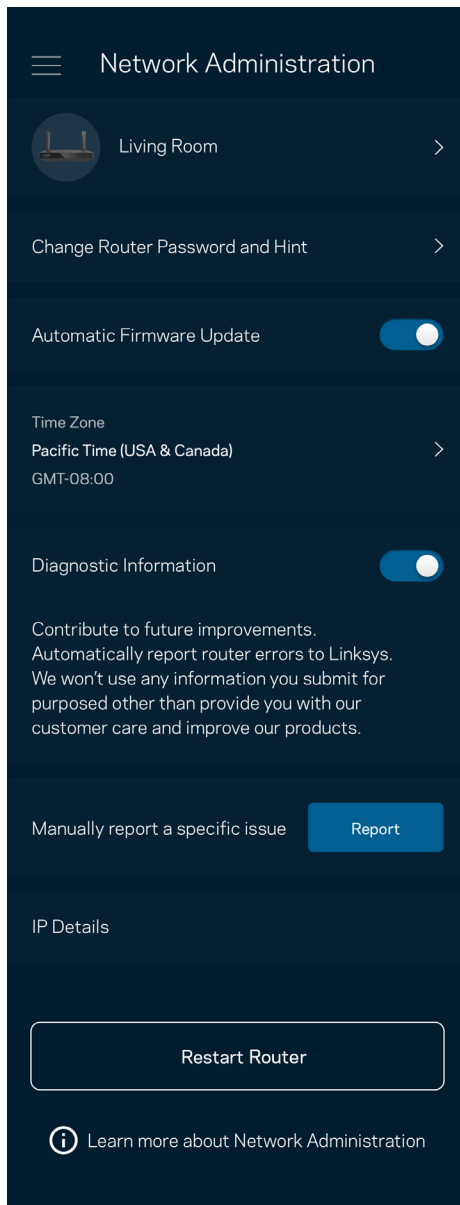 Network Administration
Living Room
Change Router Password and Hint
Automatic Firmware Update
Time Zone
Pacific Time (USA & Canada)
GMT-08:00
Diagnostic Information
Contribute to future improvements.
Automatically report router errors to Linksys.
We won't use any information you submit for
purposed other than provide you with our
customer care and improve our products.
Manually report a specific issue
Report
IP Details
Restart Router
Learn more about Network Administration